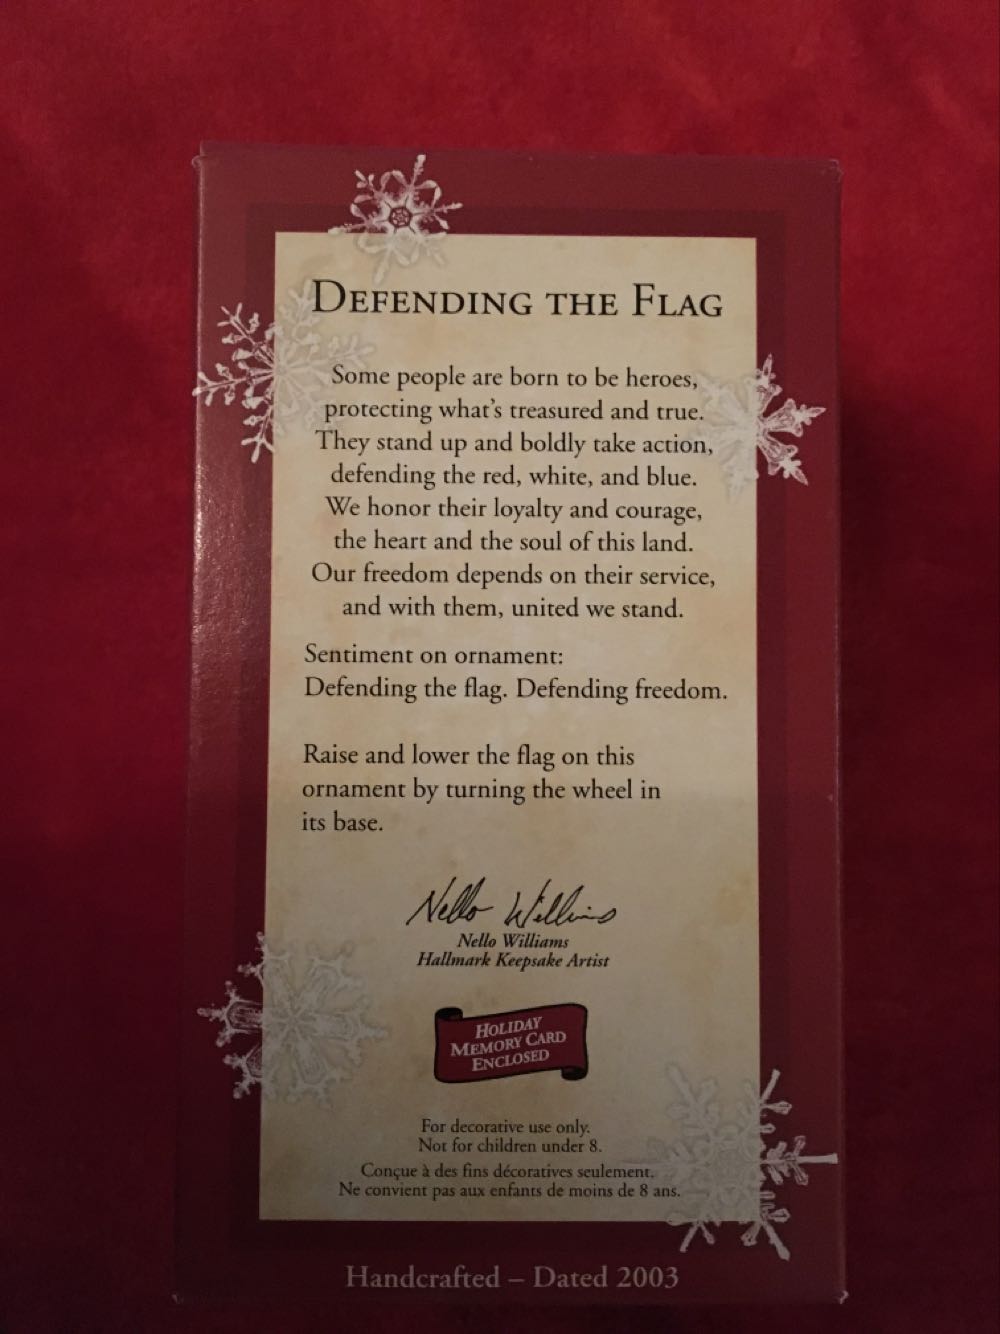 DEFENDING THE FLAG
Some people are born to be heroes,
protecting what's treasured and true.
They stand up and boldly take action,
defending the red, white, and blue.
We honor their loyalty and courage,
the heart and the soul of this land.
Our freedom depends on their service,
and with them, united we stand.
Sentiment on ornament:
Defending the flag. Defending freedom.
Raise and lower the flag on this
ornament by turning the wheel in
its base.
Nello Williams
Nello Williams
Hallmark Keepsake Artist
HOLIDAY
MEMORY CARD
ENCLOSED
For decorative use only.
Not for children under 8.
Conçue à des fins décoratives seulement.
Ne convient pas aux enfants de moins de 8 ans.
Handcrafted – Dated 2003